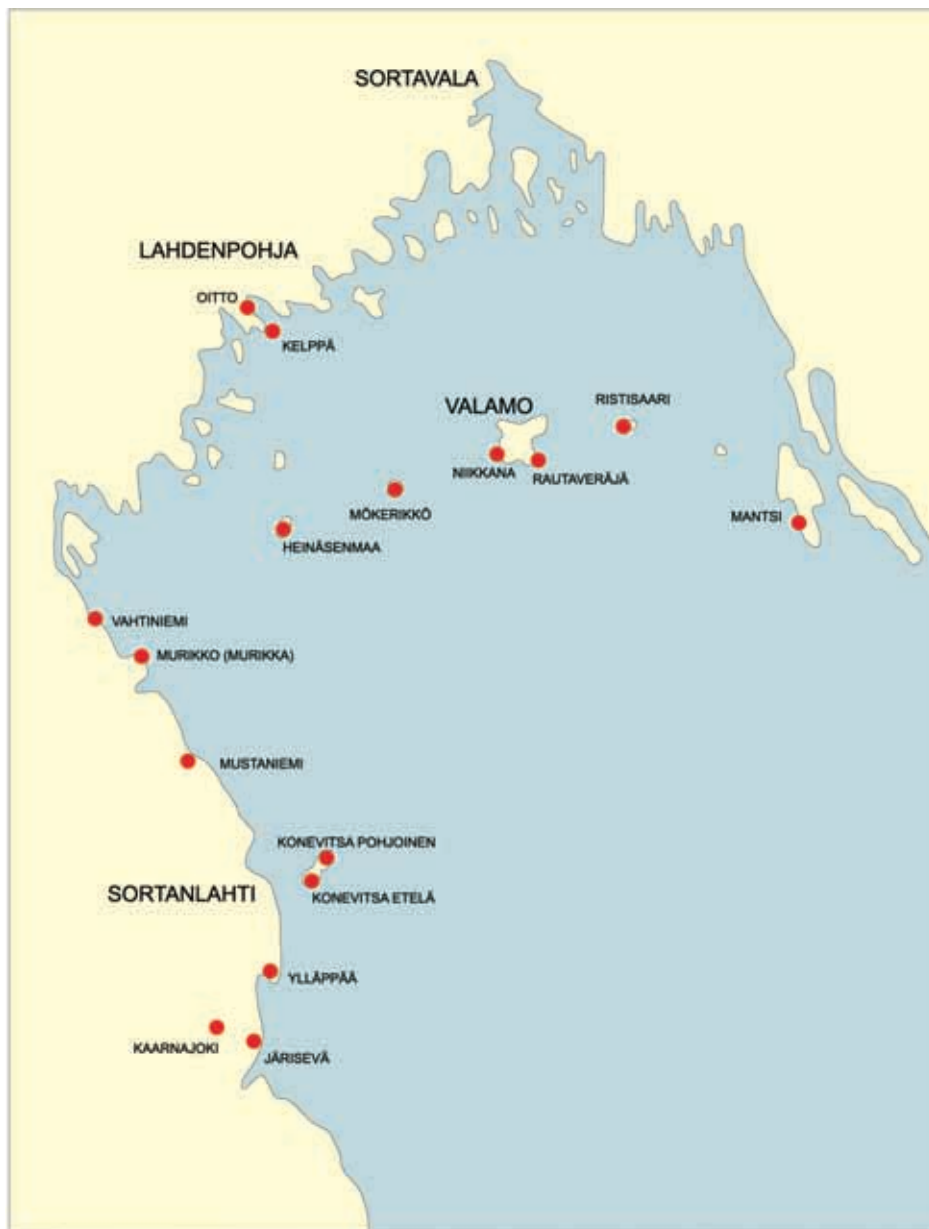 SORTAVALA
LAHDENPOHJA
OITTO
KELPPÄ
VALAMO
RISTISAARI
NIIKKANA
RAUTAVERÄJÄ
MÖKERIKKÖ
MANTSI
HEINÄSENMAA
VAHTINIEMI
MURIKKO (MURIKKA)
MUSTANIEMI
KONEVITSA POHJOINEN
SORTANLAHTI
KONEVITSA ETELÄ
YLLÄPPÄÄ
KAARNAJOKI
JÄRISEVÄ